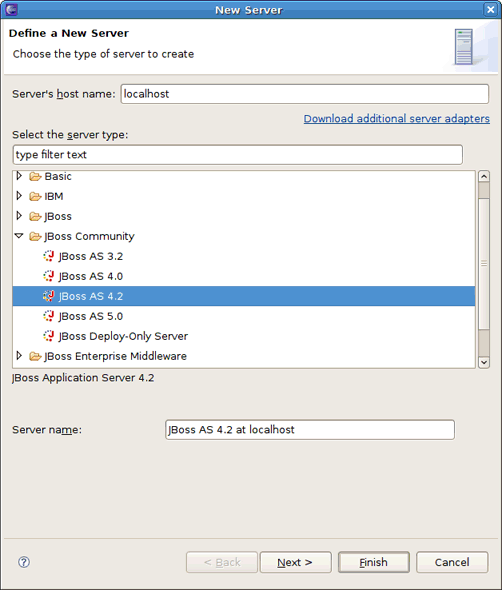 New Server
Define a New Server
Choose the type of server to create
Server's host name: localhost
Download additional server adapters
Select the server type:
type filter text
Basic
IBM
JBoss
JBoss Community
JBoss AS 3.2
JBoss AS 4.0
JBoss AS 4.2
JBoss AS 5.0
JBoss Deploy-Only Server
JBoss Enterprise Middleware
JBoss Application Server 4.2
Server name: JBoss AS 4.2 at localhost
? < Back Next > Finish Cancel